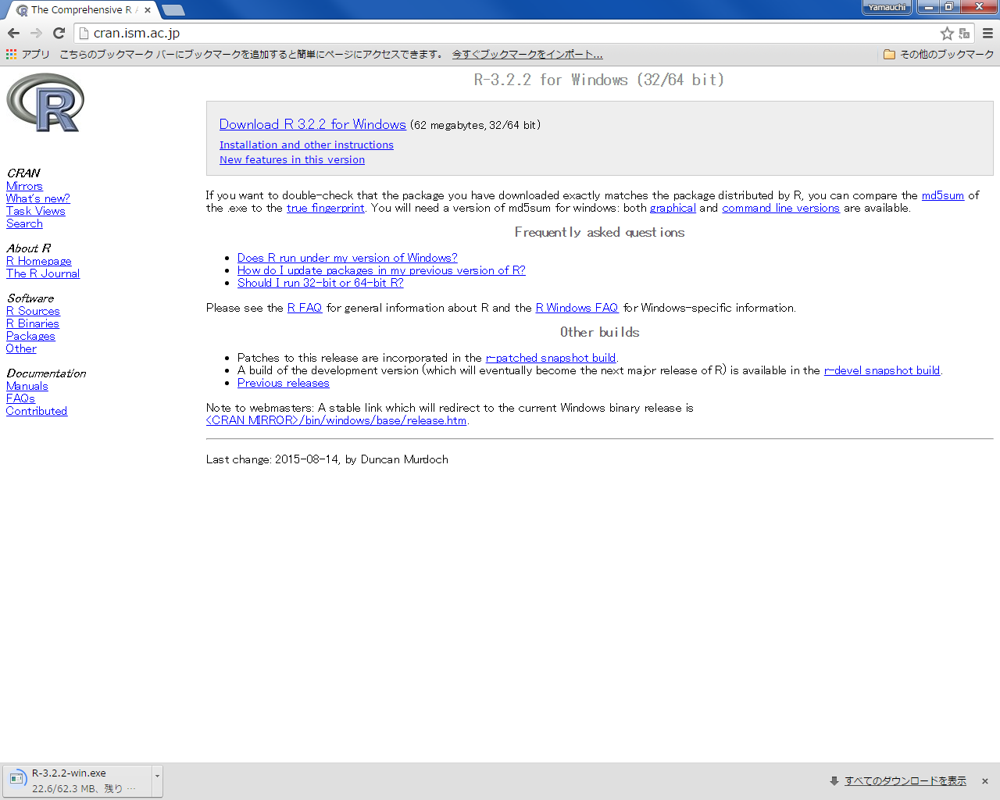 The Comprehensive R A
Yamauchi
cran.ism.ac.jp
アプリ こちらのブックマーク バーにブックマークを追加すると簡単にページにアクセスできます。 今すぐブックマークをインポート... その他のブックマーク
R
CRAN
Mirrors
What's new?
Task Views
Search
About R
R Homepage
The R Journal
Software
R Sources
R Binaries
Packages
Other
Documentation
Manuals
FAQs
Contributed
R-3.2.2 for Windows (32/64 bit)
Download R 3.2.2 for Windows (62 megabytes, 32/64 bit)
Installation and other instructions
New features in this version
If you want to double-check that the package you have downloaded exactly matches the package distributed by R, you can compare the md5sum of
the .exe to the true fingerprint. You will need a version of md5sum for windows: both graphical and command line versions are available.
Frequently asked questions
Does R run under my version of Windows?
How do I update packages in my previous version of R?
Should I run 32-bit or 64-bit R?
Please see the R FAQ for general information about R and the R Windows FAQ for Windows-specific information.
Other builds
Patches to this release are incorporated in the r-patched snapshot build.
A build of the development version (which will eventually become the next major release of R) is available in the r-devel snapshot build.
Previous releases
Note to webmasters: A stable link which will redirect to the current Windows binary release is
<CRAN MIRROR>/bin/windows/base/release.htm.
Last change: 2015-08-14, by Duncan Murdoch
R-3.2.2-win.exe
22.6/62.3 MB、残り ...
すべてのダウンロードを表示